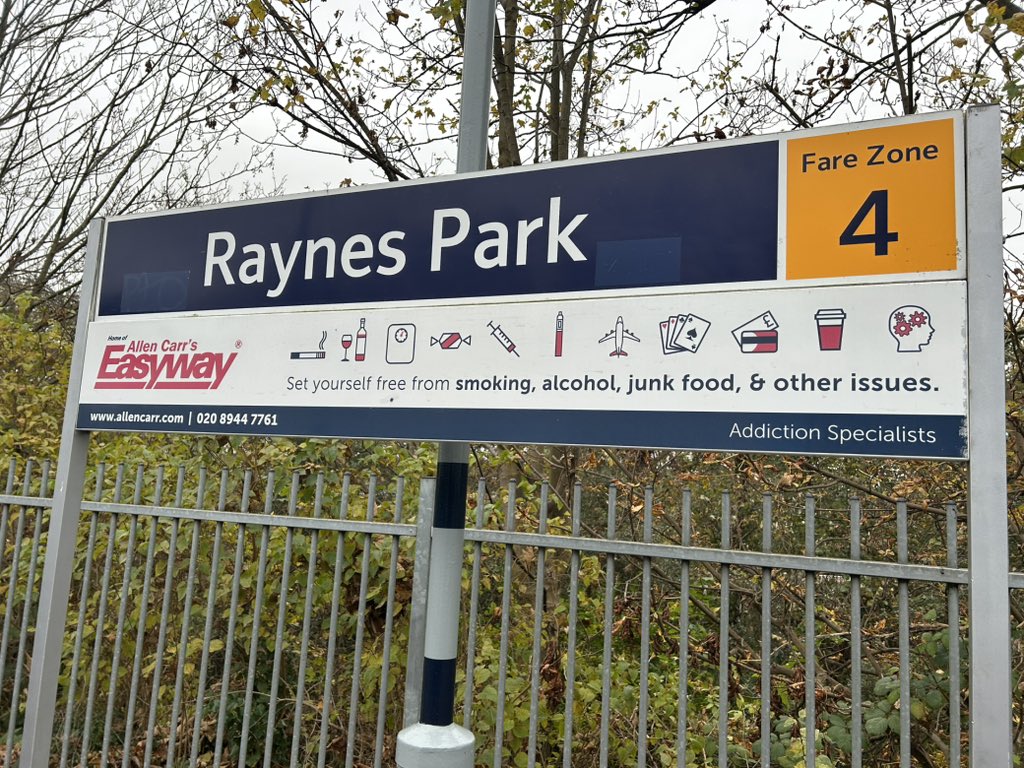 Raynes Park
Fare Zone
4
Home of
Allen Carr's
Easyway®
Set yourself free from smoking, alcohol, junk food, & other issues.
www.allencarr.com | 020 8944 7761
Addiction Specialists